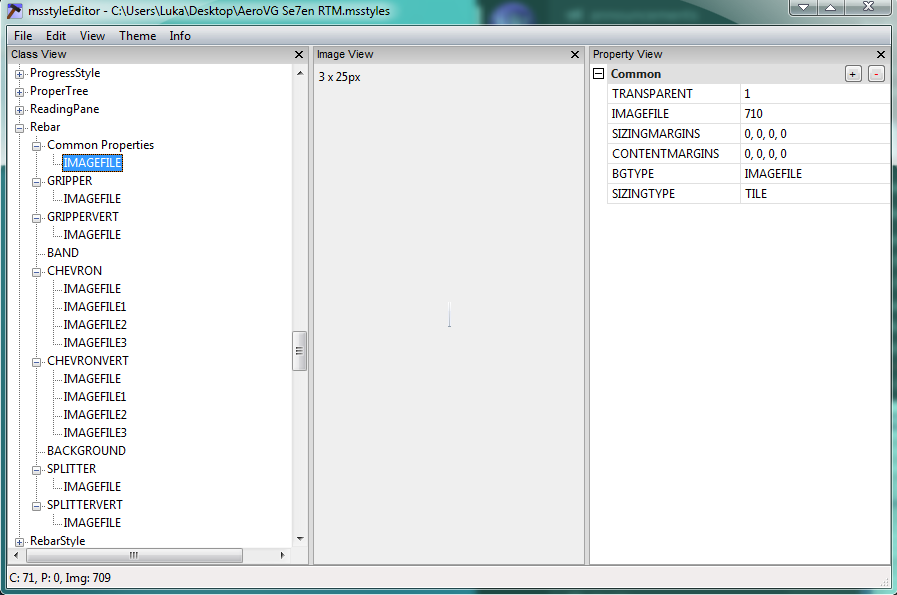 msstyleEditor - C:\Users\Luka\Desktop\AeroVG Se7en RTM.msstyles
File Edit View Theme Info
Class View
ProgressStyle
ProperTree
ReadingPane
Rebar
Common Properties
IMAGEFILE
GRIPPER
IMAGEFILE
GRIPPERVERT
IMAGEFILE
BAND
CHEVRON
IMAGEFILE
IMAGEFILE1
IMAGEFILE2
IMAGEFILE3
CHEVRONVERT
IMAGEFILE
IMAGEFILE1
IMAGEFILE2
IMAGEFILE3
BACKGROUND
SPLITTER
IMAGEFILE
SPLITTERVERT
IMAGEFILE
RebarStyle
Image View
3 x 25px
Property View
Common + -
TRANSPARENT 1
IMAGEFILE 710
SIZINGMARGINS 0, 0, 0, 0
CONTENTMARGINS 0, 0, 0, 0
BGTYPE IMAGEFILE
SIZINGTYPE TILE
C: 71, P: 0, Img: 709